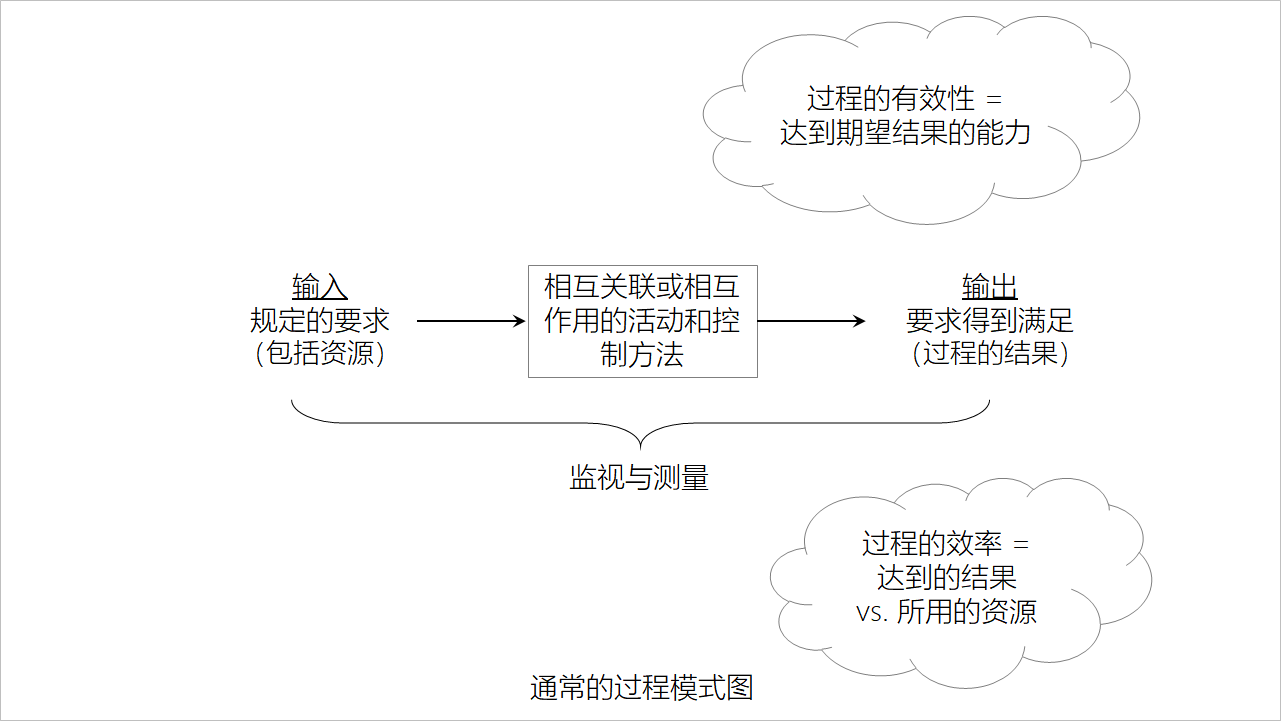 过程的有效性 =
达到期望结果的能力
输入
规定的要求
（包括资源）
相互关联或相互
作用的活动和控
制方法
输出
要求得到满足
（过程的结果）
监视与测量
过程的效率 =
达到的结果
vs. 所用的资源
通常的过程模式图